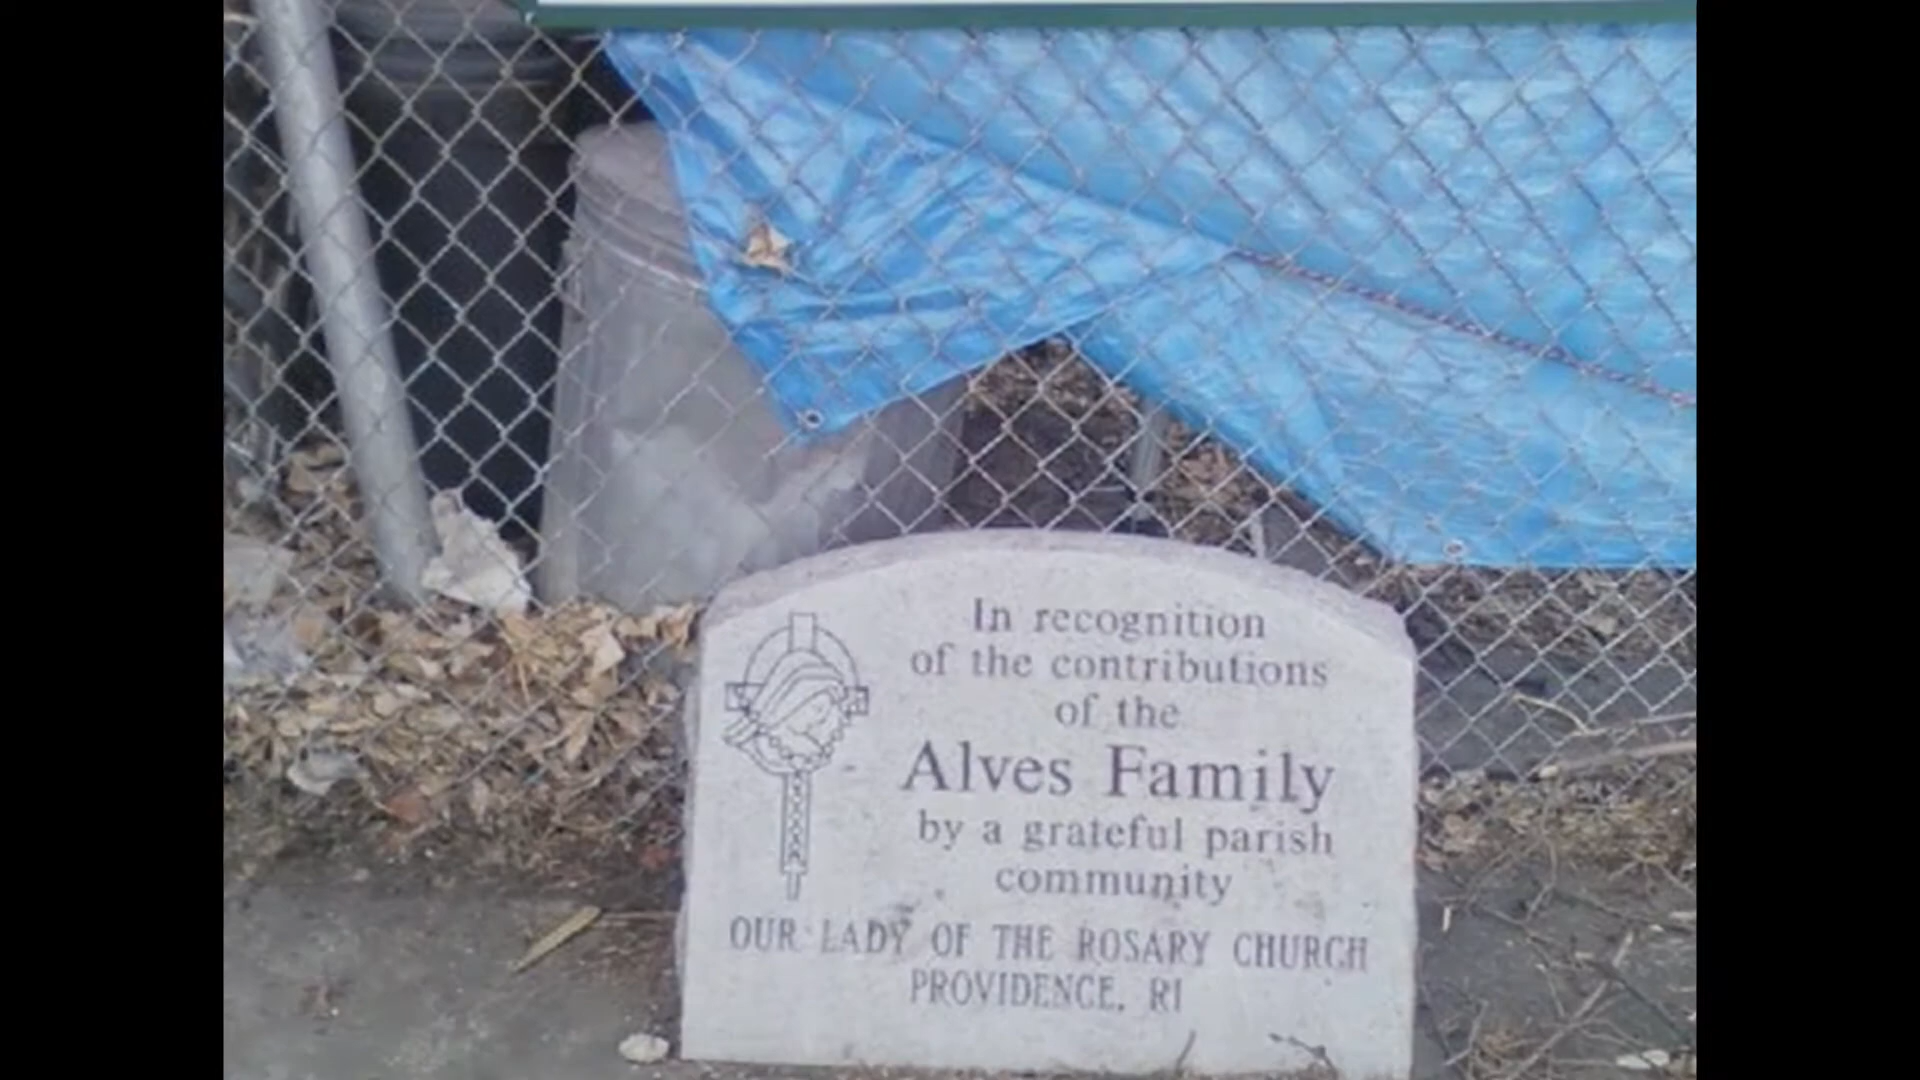 In recognition
of the contributions
of the
Alves Family
by a grateful parish
community
OUR LADY OF THE ROSARY CHURCH
PROVIDENCE, RI